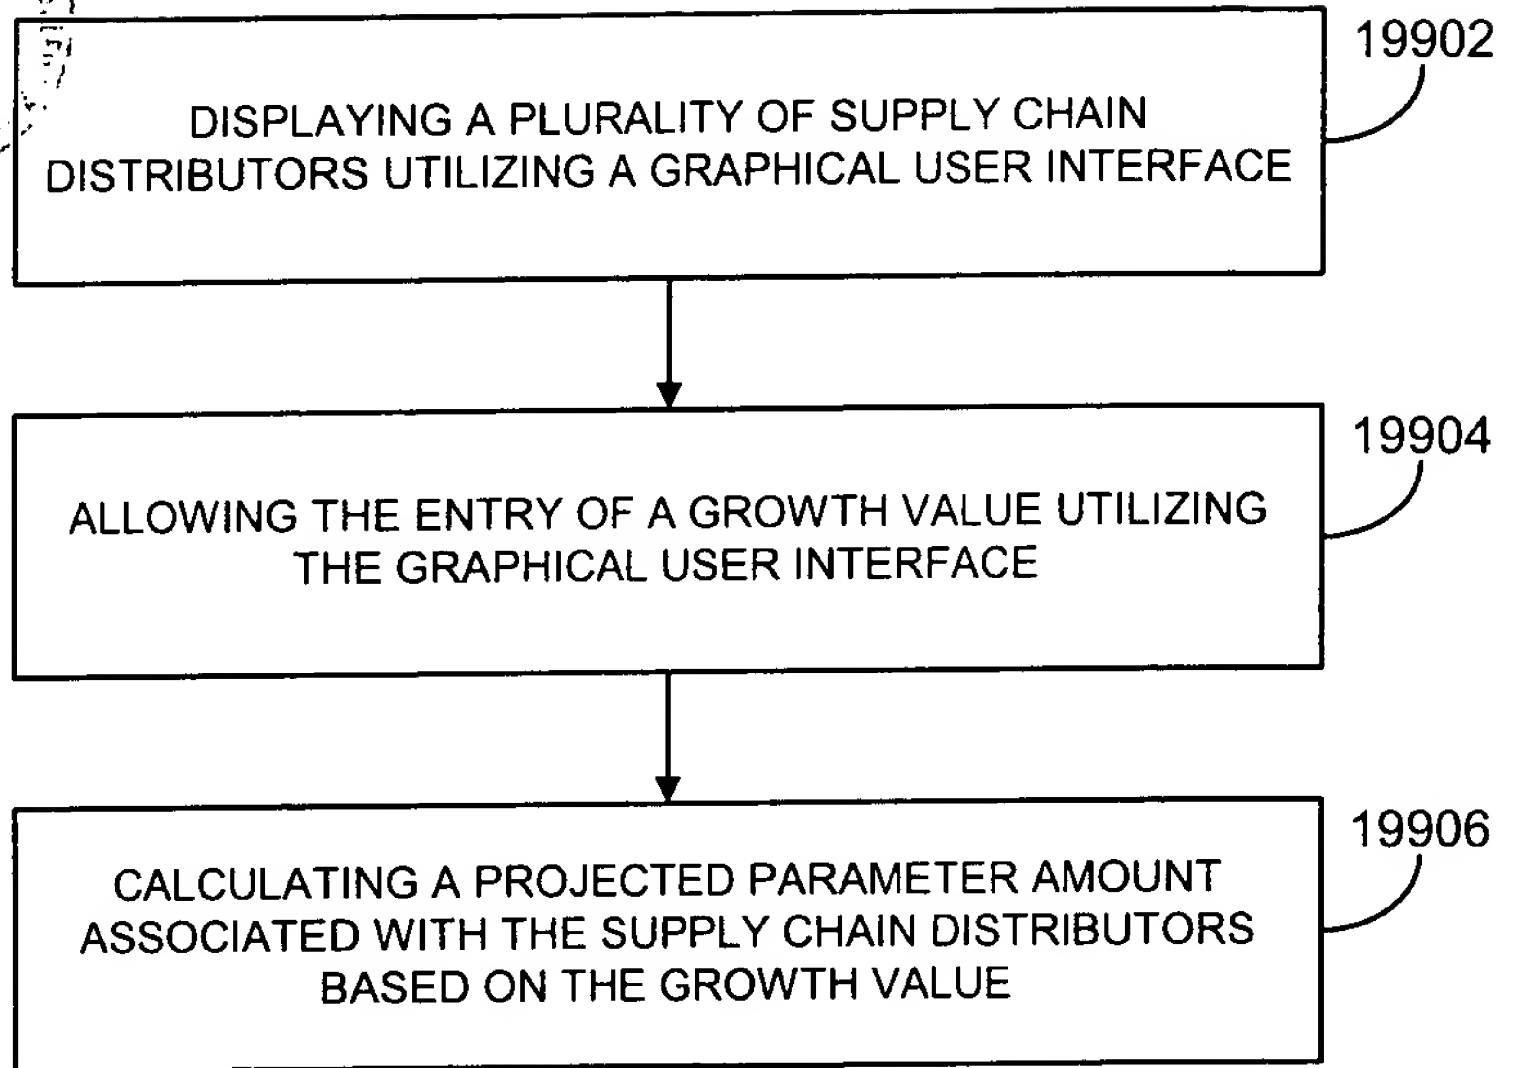 19902
DISPLAYING A PLURALITY OF SUPPLY CHAIN
DISTRIBUTORS UTILIZING A GRAPHICAL USER INTERFACE
19904
ALLOWING THE ENTRY OF A GROWTH VALUE UTILIZING
THE GRAPHICAL USER INTERFACE
19906
CALCULATING A PROJECTED PARAMETER AMOUNT
ASSOCIATED WITH THE SUPPLY CHAIN DISTRIBUTORS
BASED ON THE GROWTH VALUE